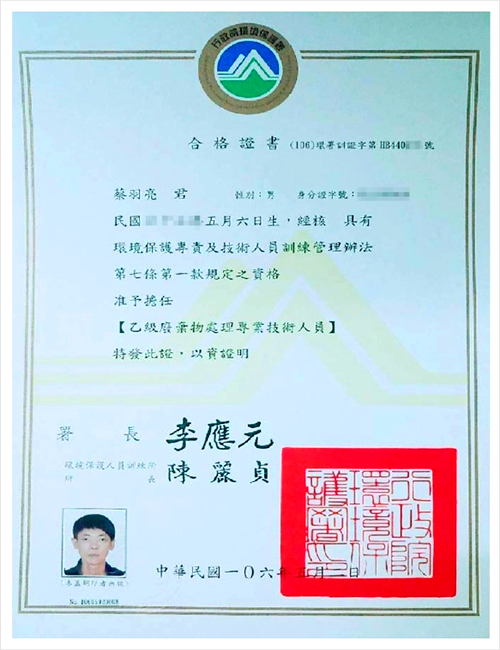 行政院環境保護署
合格證書 (106)環署訓證字第HB440號
蔡羽亮 君 性別：男 身分證字號：
民國 五月六日生，經核 具有
環境保護專責及技術人員訓練管理辦法
第七條第一款規定之資格
准予擔任
【乙級廢棄物處理專業技術人員】
特發此證，以資證明
署長 李應元
環境保護人員訓練所
所長 陳麗貞
行政院環境保護署印
中華民國一0六年五月二日